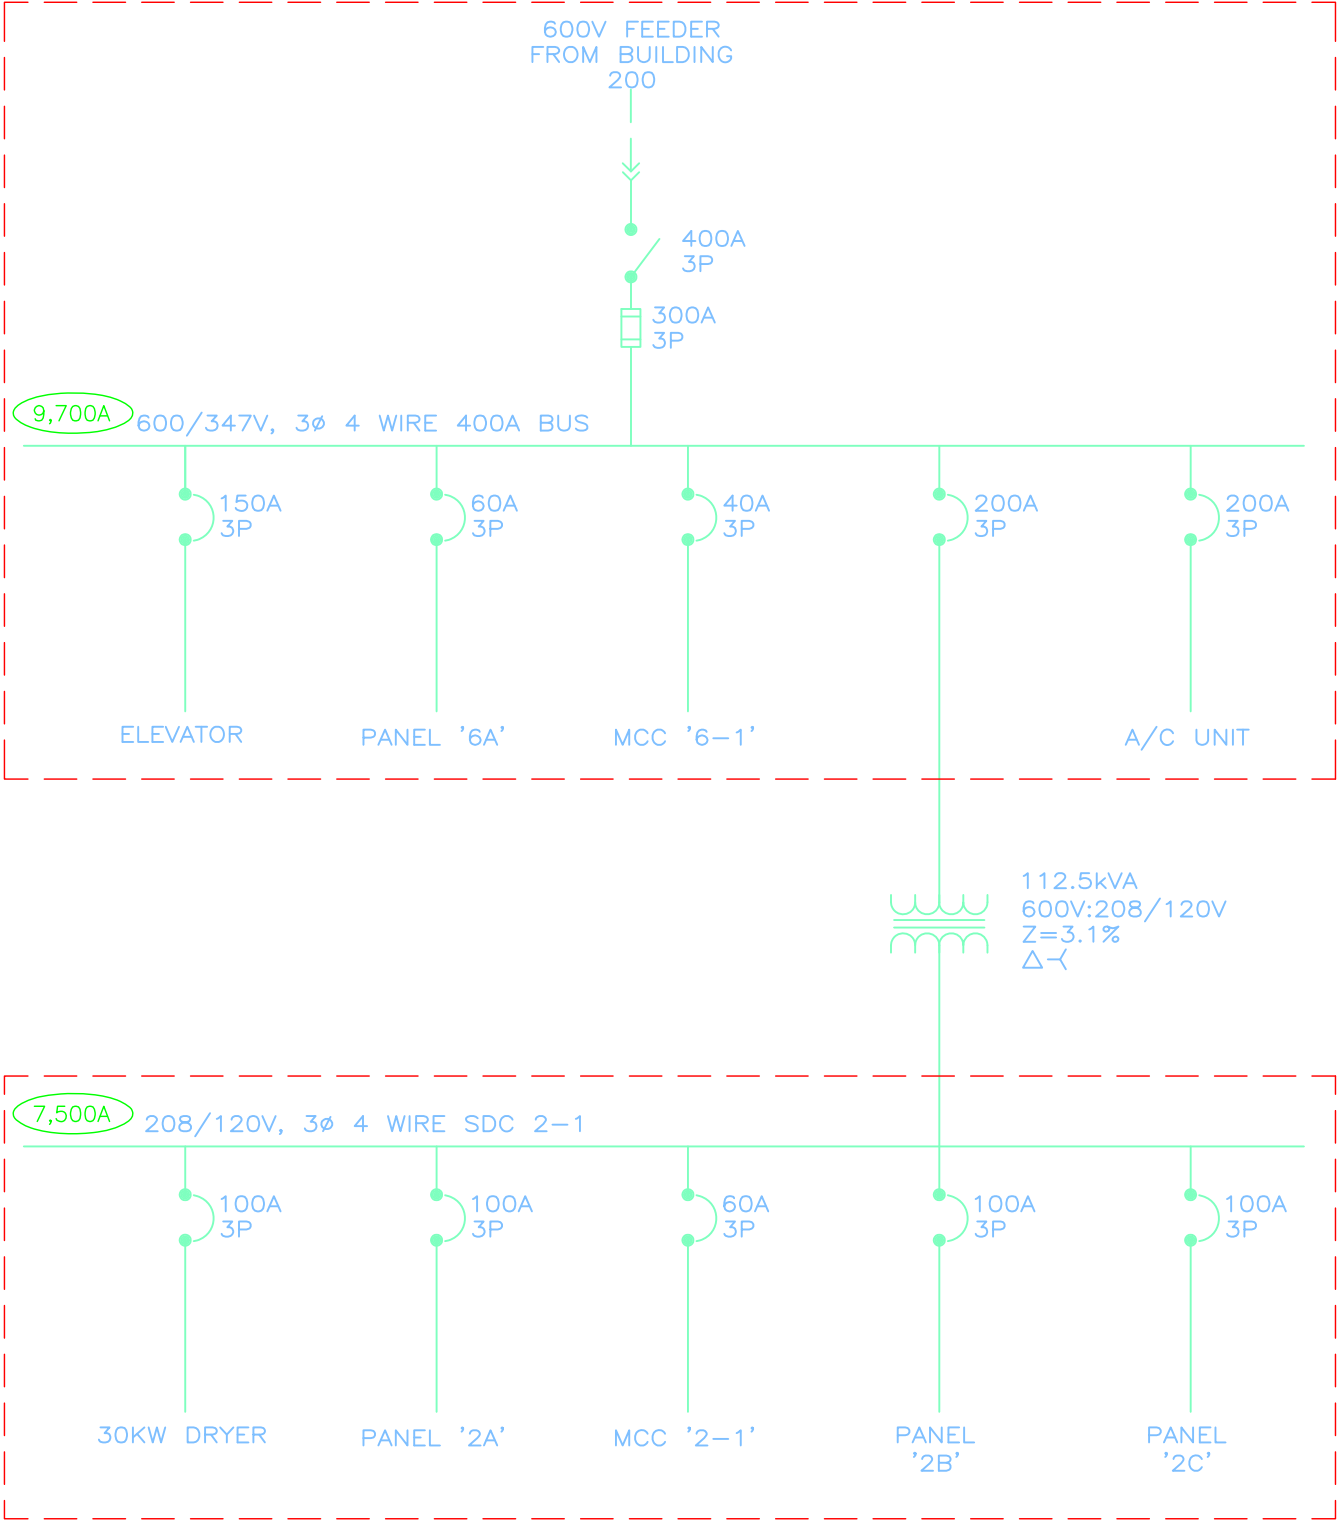 600V FEEDER
FROM BUILDING
200
400A
3P
300A
3P
9,700A
600/347V, 3ø 4 WIRE 400A BUS
150A
3P
60A
3P
40A
3P
200A
3P
200A
3P
ELEVATOR
PANEL '6A'
MCC '6-1'
A/C UNIT
112.5kVA
600V:208/120V
Z=3.1%
7,500A
208/120V, 3ø 4 WIRE SDC 2-1
100A
3P
100A
3P
60A
3P
100A
3P
100A
3P
30KW DRYER
PANEL '2A'
MCC '2-1'
PANEL
'2B'
PANEL
'2C'